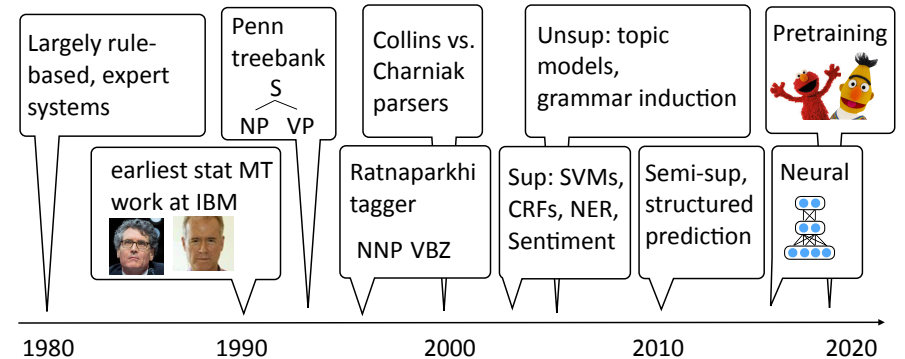 Largely rule-
based, expert
systems
earliest stat MT
work at IBM
Penn
treebank
S
NP VP
Ratnaparkhi
tagger
NNP VBZ
Collins vs.
Charniak
parsers
Sup: SVMs,
CRFs, NER,
Sentiment
Unsup: topic
models,
grammar induction
Semi-sup,
structured
prediction
Neural
Pretraining
1980
1990
2000
2010
2020